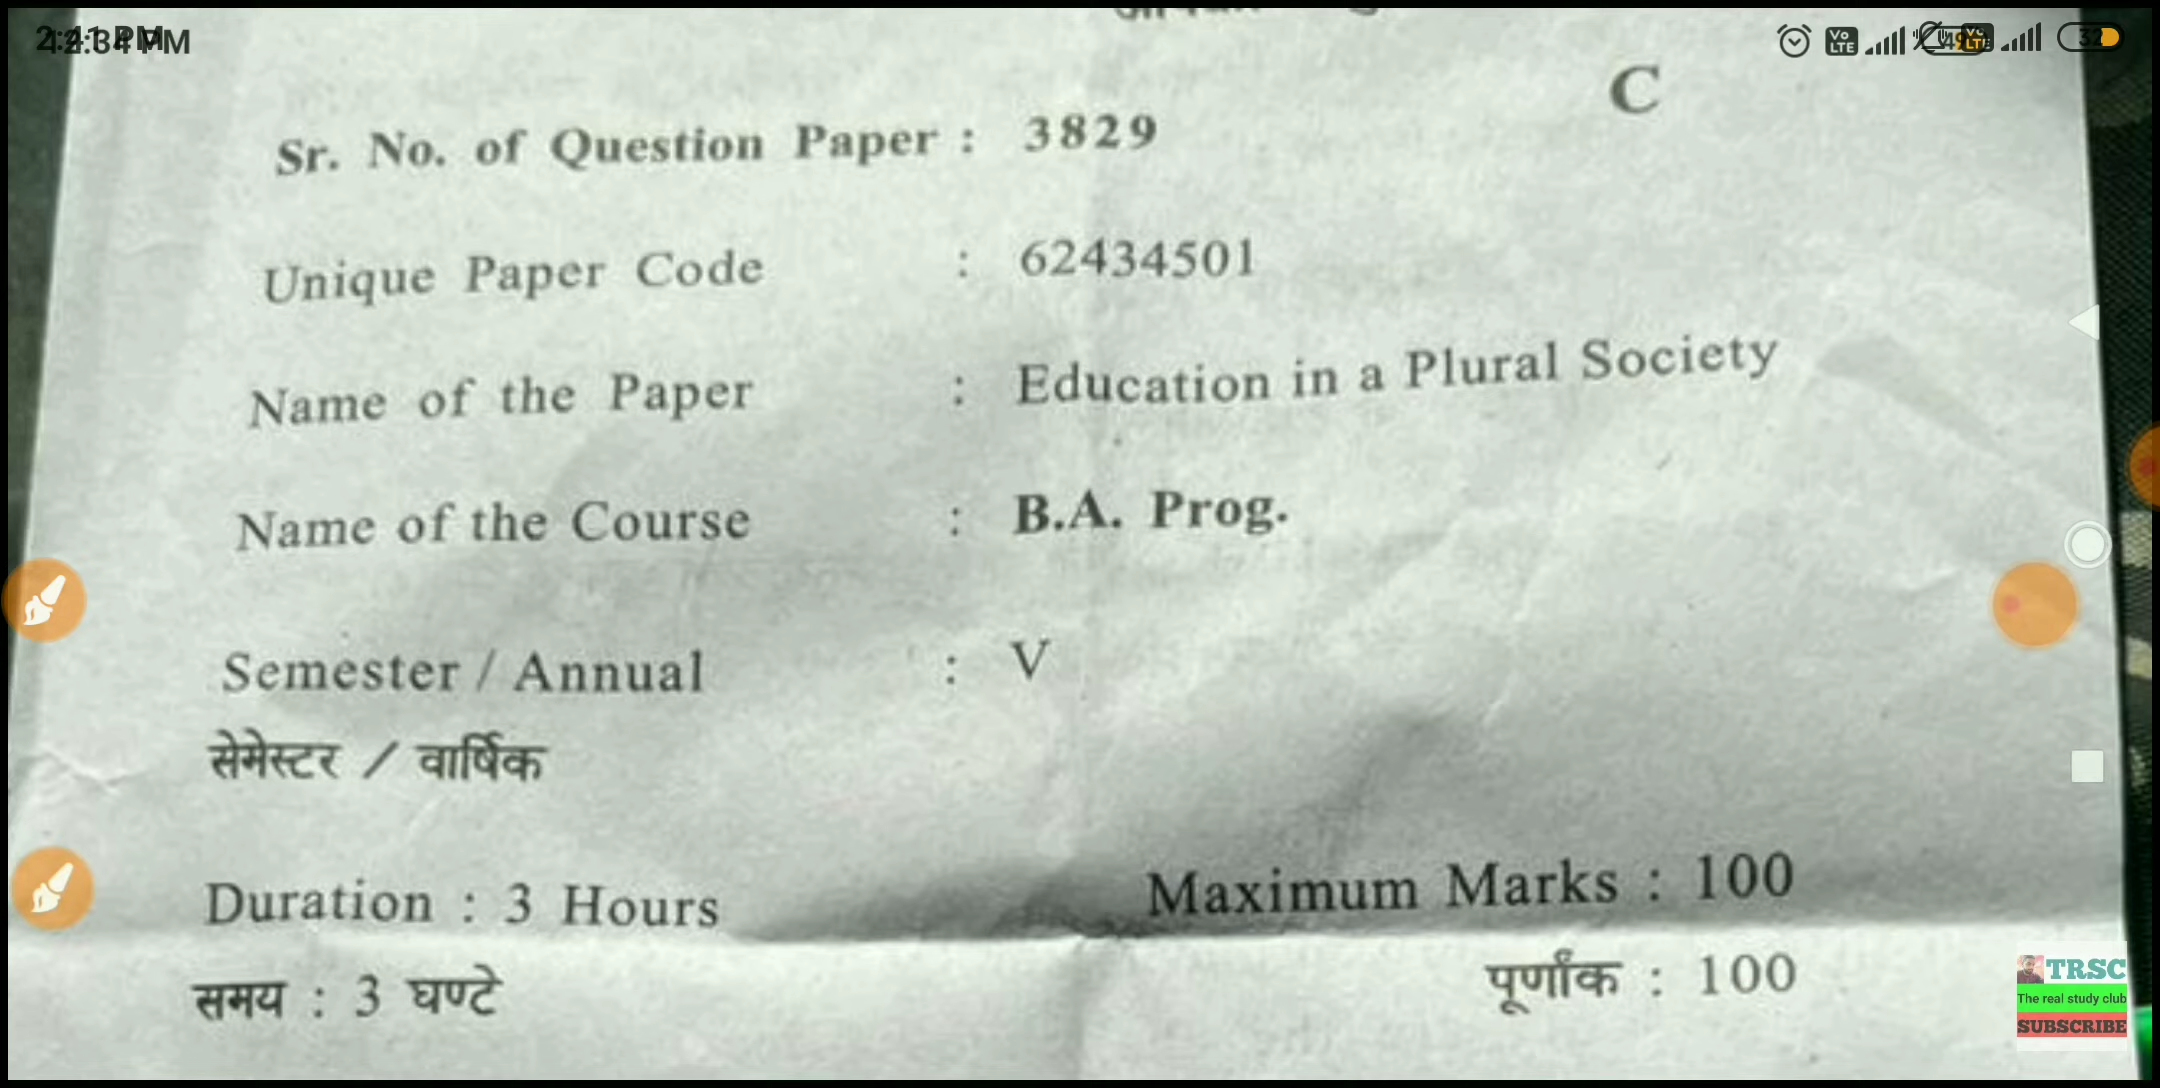 C
Sr. No. of Question Paper : 3829
Unique Paper Code : 62434501
Name of the Paper : Education in a Plural Society
Name of the Course : B.A. Prog.
Semester / Annual : V
सेमेस्टर / वार्षिक
Duration : 3 Hours Maximum Marks : 100
समय : 3 घण्टे पूर्णांक : 100
TRSC
The real study club
SUBSCRIBE